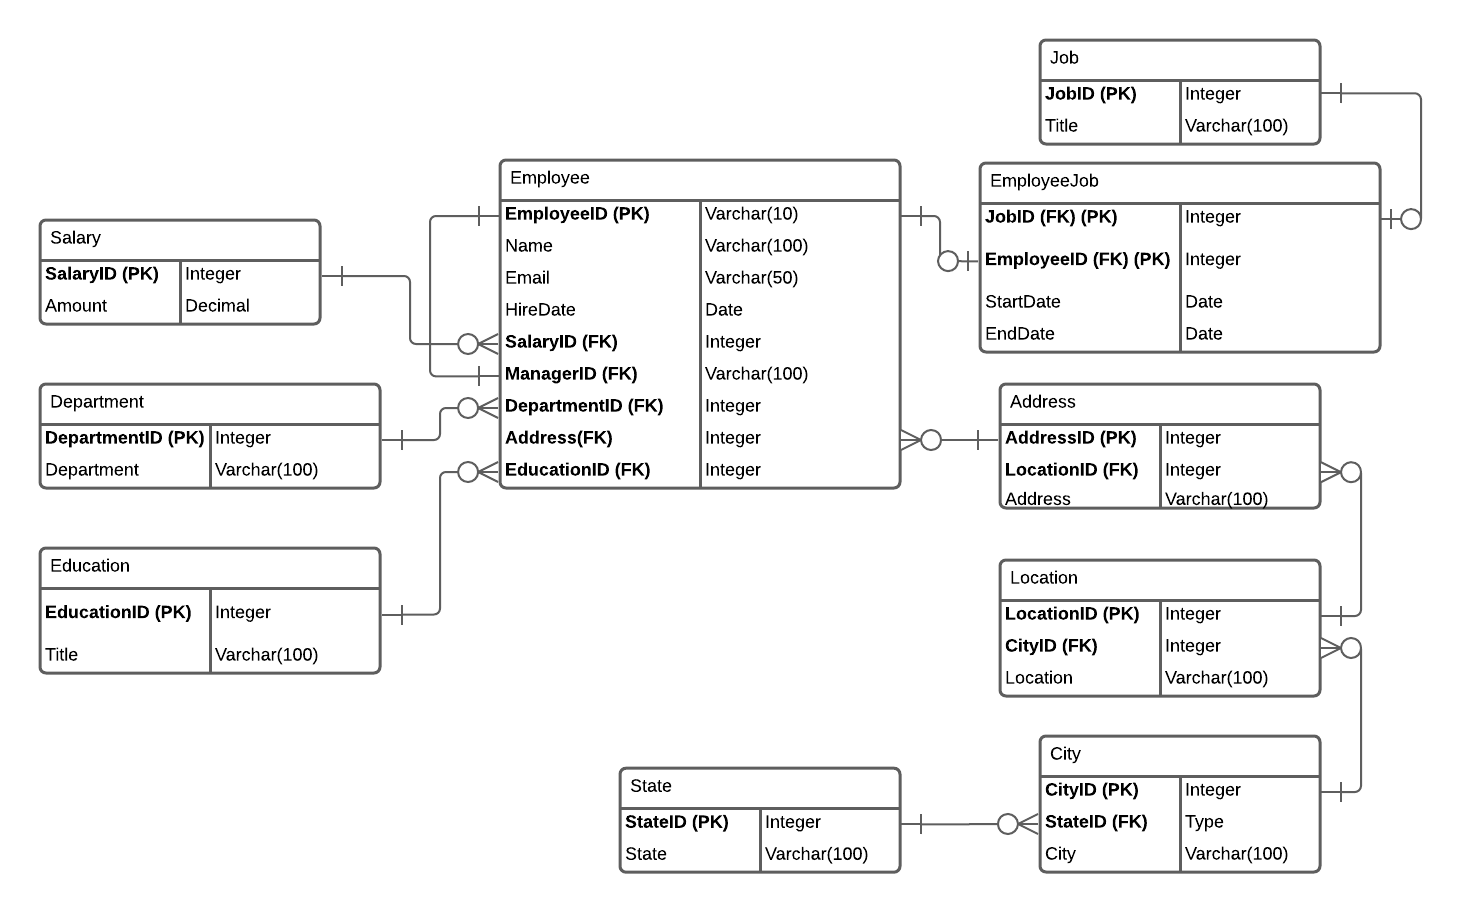 Job
JobID (PK) Integer
Title Varchar(100)
Employee
EmployeeID (PK) Varchar(10)
Name Varchar(100)
Email Varchar(50)
HireDate Date
SalaryID (FK) Integer
ManagerID (FK) Varchar(100)
DepartmentID (FK) Integer
Address(FK) Integer
EducationID (FK) Integer
EmployeeJob
JobID (FK) (PK) Integer
EmployeeID (FK) (PK) Integer
StartDate Date
EndDate Date
Salary
SalaryID (PK) Integer
Amount Decimal
Department
DepartmentID (PK) Integer
Department Varchar(100)
Address
AddressID (PK) Integer
LocationID (FK) Integer
Address Varchar(100)
Education
EducationID (PK) Integer
Title Varchar(100)
Location
LocationID (PK) Integer
CityID (FK) Integer
Location Varchar(100)
State
StateID (PK) Integer
State Varchar(100)
City
CityID (PK) Integer
StateID (FK) Type
City Varchar(100)